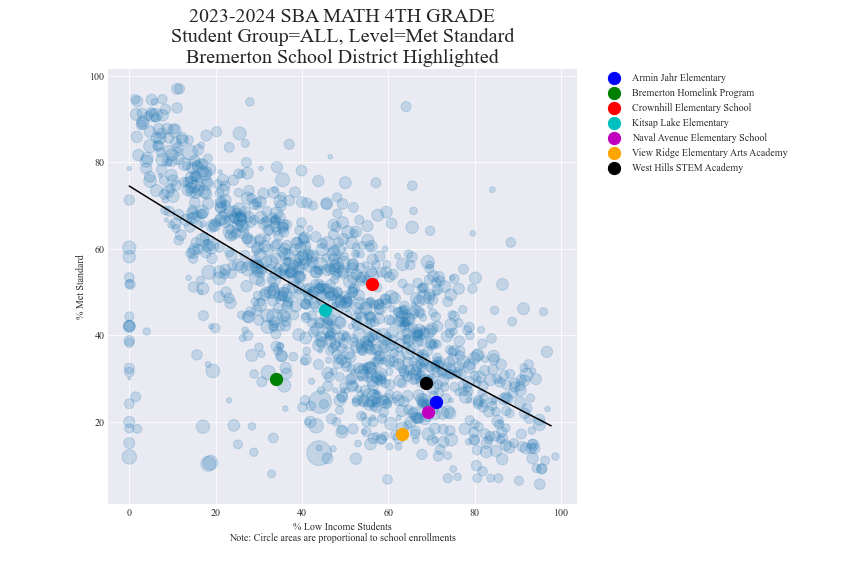 2023-2024 SBA MATH 4TH GRADE
Student Group=ALL, Level=Met Standard
Bremerton School District Highlighted
Armin Jahr Elementary
Bremerton Homelink Program
Crownhill Elementary School
Kitsap Lake Elementary
Naval Avenue Elementary School
View Ridge Elementary Arts Academy
West Hills STEM Academy
100
80
60
40
20
% Met Standard
0 20 40 60 80 100
% Low Income Students
Note: Circle areas are proportional to school enrollments